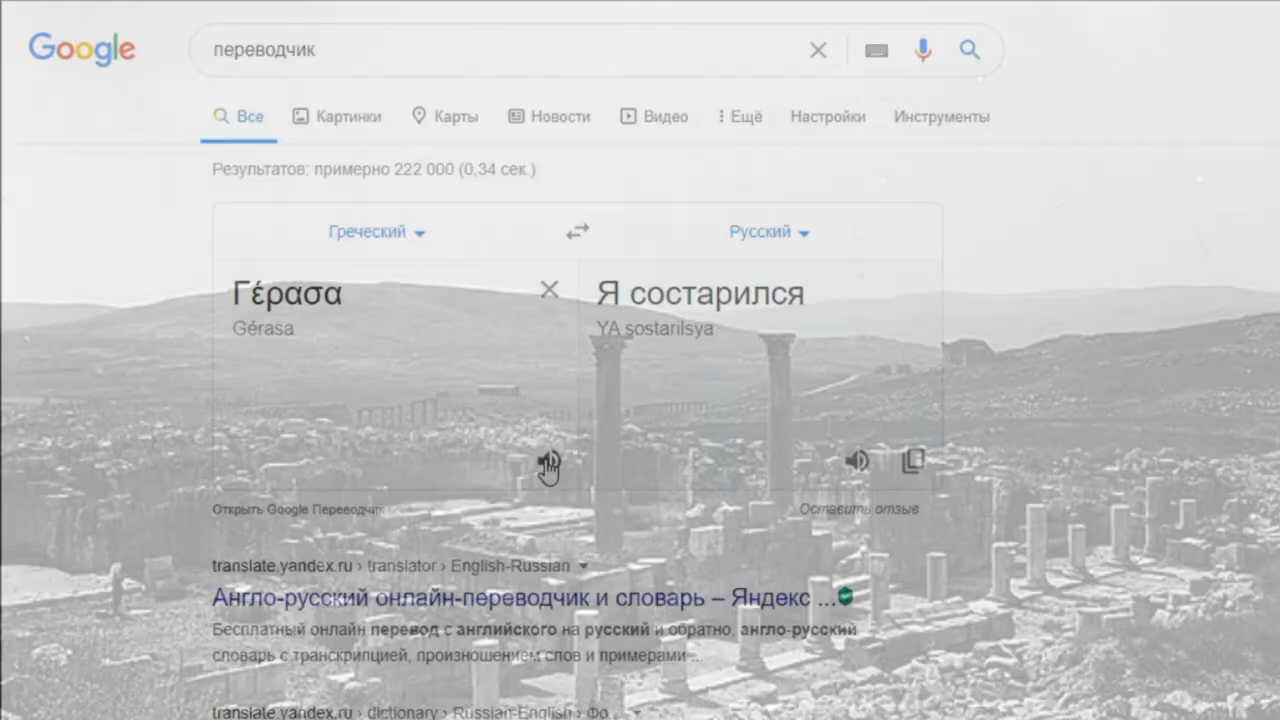 Google
переводчик
Все Картинки Карты Новости Видео Ещё Настройки Инструменты
Результатов: примерно 222 000 (0,34 сек.)
Греческий Русский
Γέρασα Я состарился
Gérasa YA sostarilsya
Открыть Google Переводчик Оставить отзыв
translate.yandex.ru › translator › English-Russian
Англо-русский онлайн-переводчик и словарь – Яндекс ...
Бесплатный онлайн перевод с английского на русский и обратно, англо-русский
словарь с транскрипцией, произношением слов и примерами ...
translate.yandex.ru › dictionary › Russian-English › Фо...